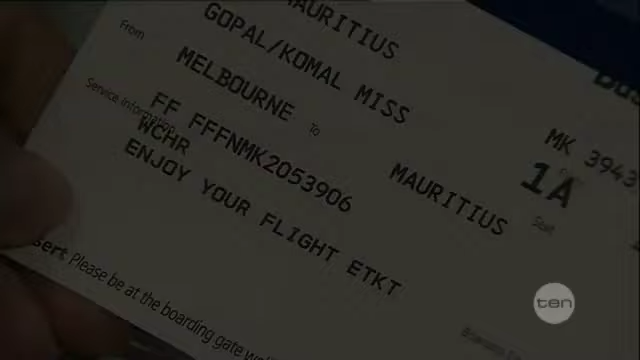 MAURITIUS
GOPAL/KOMAL MISS
From
MELBOURNE To MAURITIUS
MK 3943
Service Information
FF FFFNMK2053906
1A
WCHR
Seat
ENJOY YOUR FLIGHT ETKT
Please be at the boarding gate
ten